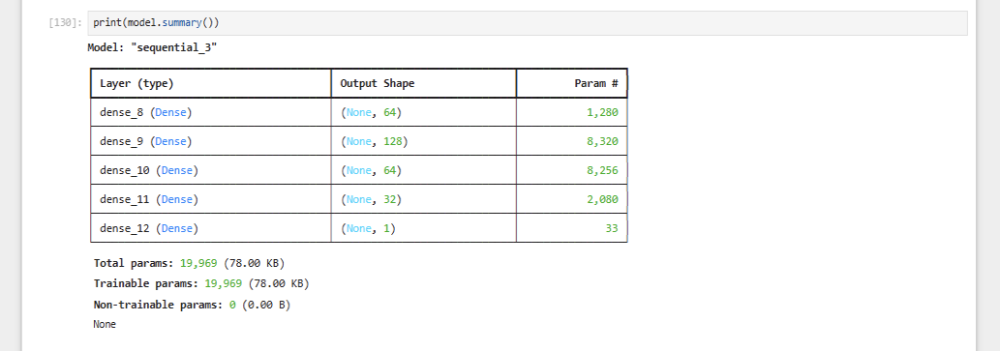 [130]: print(model.summary())
Model: "sequential_3"
Layer (type) Output Shape Param #
dense_8 (Dense) (None, 64) 1,280
dense_9 (Dense) (None, 128) 8,320
dense_10 (Dense) (None, 64) 8,256
dense_11 (Dense) (None, 32) 2,080
dense_12 (Dense) (None, 1) 33
Total params: 19,969 (78.00 KB)
Trainable params: 19,969 (78.00 KB)
Non-trainable params: 0 (0.00 B)
None